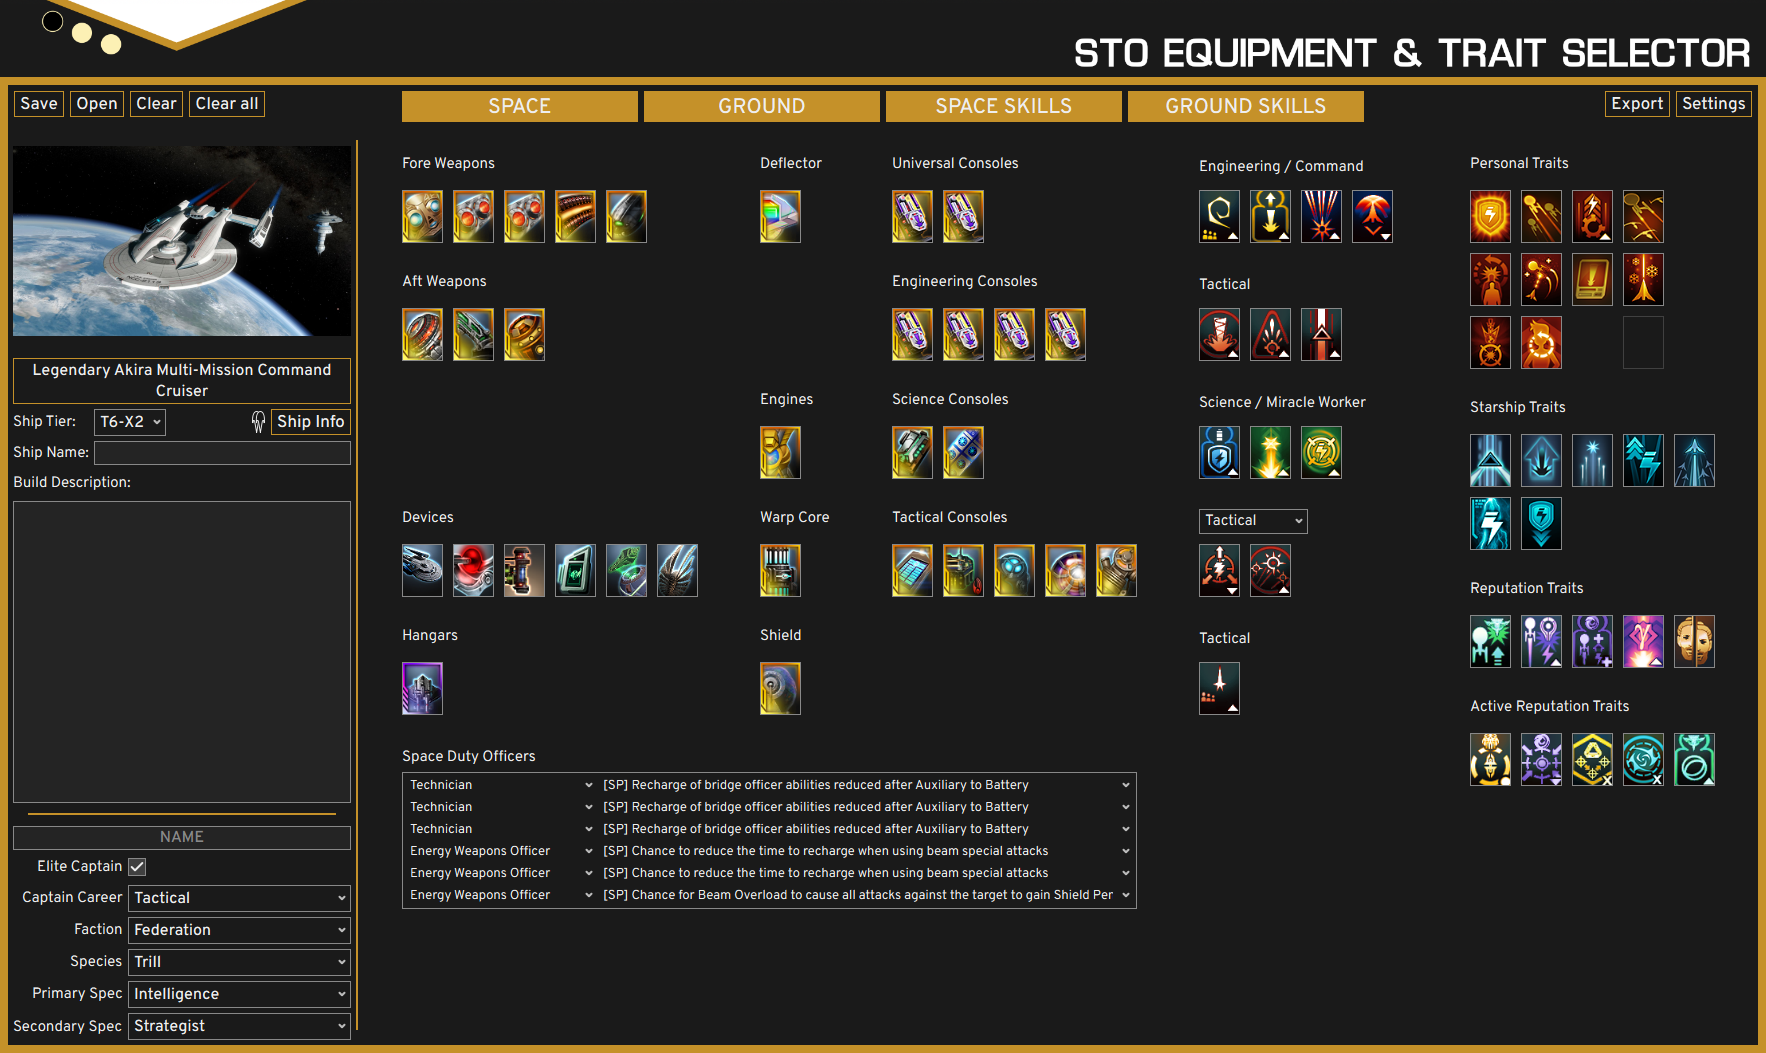 STO EQUIPMENT & TRAIT SELECTOR
Save
Open
Clear
Clear all
SPACE
GROUND
SPACE SKILLS
GROUND SKILLS
Export
Settings
Legendary Akira Multi-Mission Command
Cruiser
Ship Tier:
T6-X2
Ship Info
Ship Name:
Build Description:
NAME
Elite Captain
Captain Career
Tactical
Faction
Federation
Species
Trill
Primary Spec
Intelligence
Secondary Spec
Strategist
Fore Weapons
Deflector
Universal Consoles
Aft Weapons
Engineering Consoles
Engines
Science Consoles
Devices
Warp Core
Tactical Consoles
Hangars
Shield
Space Duty Officers
Technician
[SP] Recharge of bridge officer abilities reduced after Auxiliary to Battery
Technician
[SP] Recharge of bridge officer abilities reduced after Auxiliary to Battery
Technician
[SP] Recharge of bridge officer abilities reduced after Auxiliary to Battery
Energy Weapons Officer
[SP] Chance to reduce the time to recharge when using beam special attacks
Energy Weapons Officer
[SP] Chance to reduce the time to recharge when using beam special attacks
Energy Weapons Officer
[SP] Chance for Beam Overload to cause all attacks against the target to gain Shield Per
Engineering / Command
Tactical
Science / Miracle Worker
Tactical
Tactical
Personal Traits
Starship Traits
Reputation Traits
Active Reputation Traits